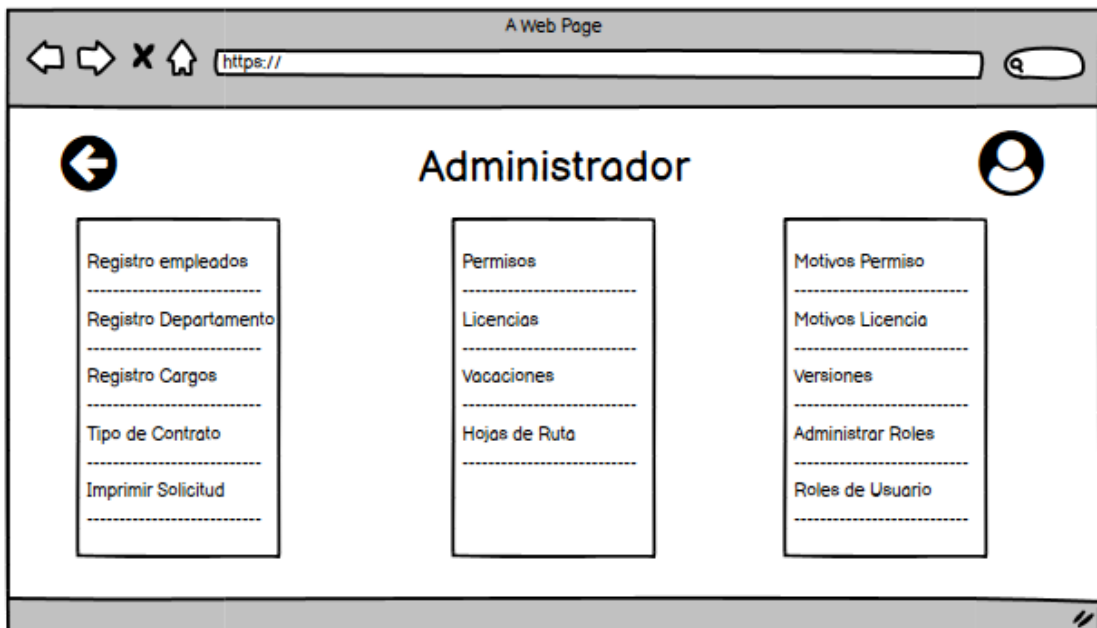 A Web Page
https://
Administrador
Registro empleados
Registro Departamento
Registro Cargos
Tipo de Contrato
Imprimir Solicitud
Permisos
Licencias
Vacaciones
Hojas de Ruta
Motivos Permiso
Motivos Licencia
Versiones
Administrar Roles
Roles de Usuario